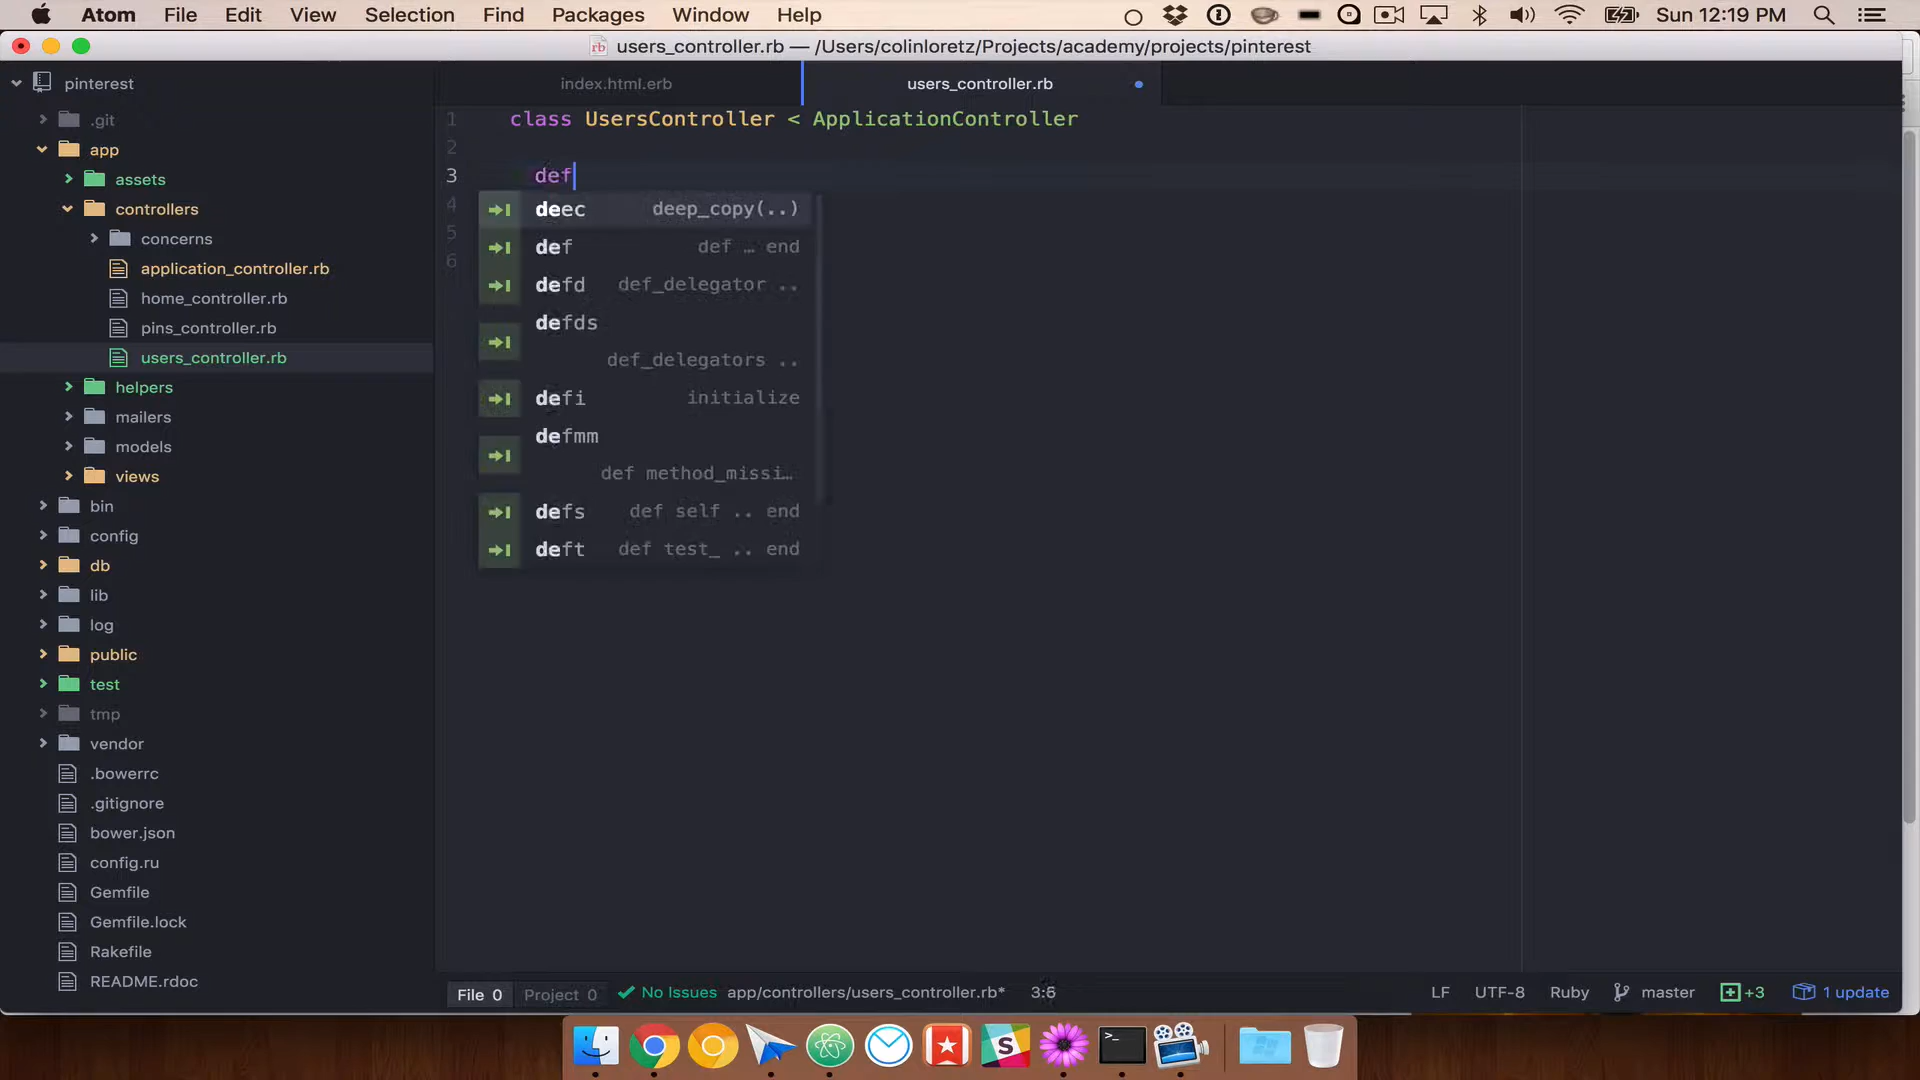 Atom File Edit View Selection Find Packages Window Help Sun 12:19 PM
users_controller.rb — /Users/colinloretz/Projects/academy/projects/pinterest
pinterest
index.html.erb
users_controller.rb
.git
app
assets
controllers
concerns
application_controller.rb
home_controller.rb
pins_controller.rb
users_controller.rb
helpers
mailers
models
views
bin
config
db
lib
log
public
test
tmp
vendor
.bowerrc
.gitignore
bower.json
config.ru
Gemfile
Gemfile.lock
Rakefile
README.rdoc
1 class UsersController < ApplicationController
2
3 def
4
5
6
deec deep_copy(..)
def def … end
defd def_delegator ..
defds
def_delegators ..
defi initialize
defmm
def method_missi…
defs def self .. end
deft def test_ .. end
File 0 Project 0 No Issues app/controllers/users_controller.rb* 3:6 LF UTF-8 Ruby master +3 1 update